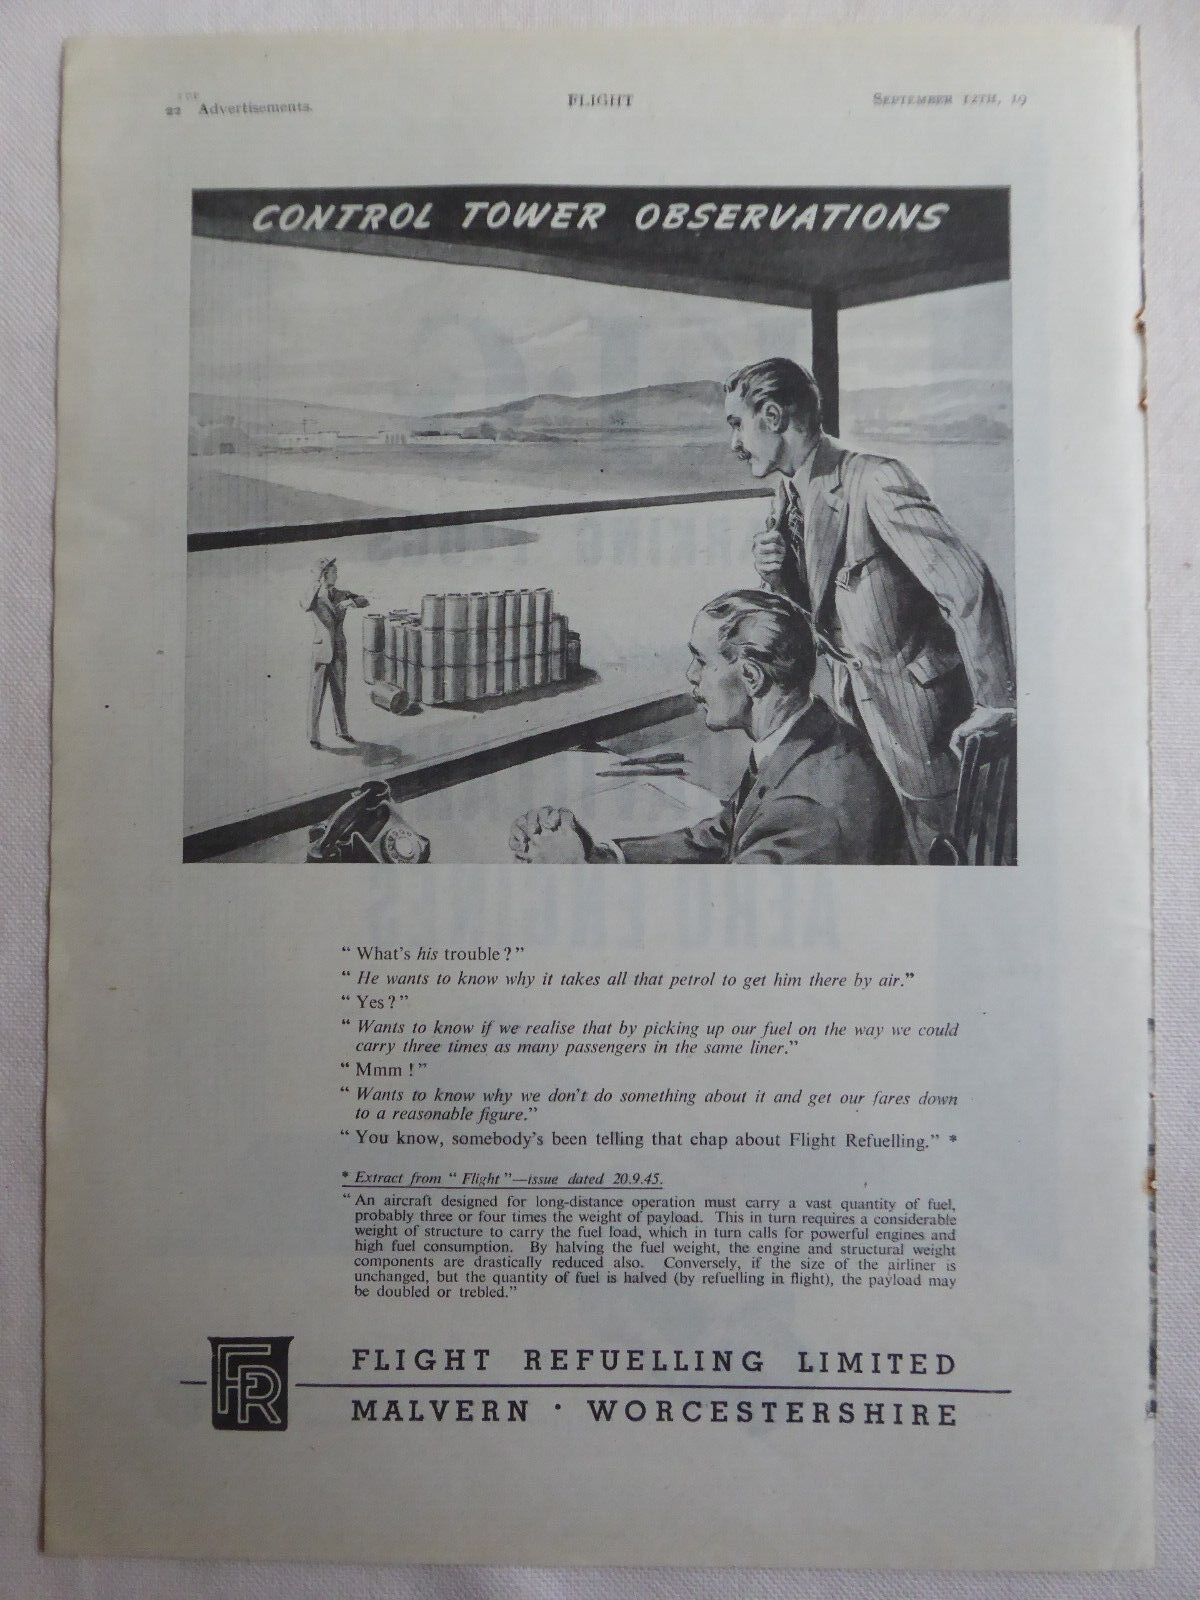 22 Advertisements.
FLIGHT
SEPTEMBER 12TH, 19
CONTROL TOWER OBSERVATIONS
“ What's his trouble ? ”
“ He wants to know why it takes all that petrol to get him there by air.”
“ Yes ? ”
“ Wants to know if we realise that by picking up our fuel on the way we could
carry three times as many passengers in the same liner.”
“ Mmm ! ”
“ Wants to know why we don't do something about it and get our fares down
to a reasonable figure.”
“ You know, somebody's been telling that chap about Flight Refuelling.” *
* Extract from “ Flight ”—issue dated 20.9.45.
“ An aircraft designed for long-distance operation must carry a vast quantity of fuel,
probably three or four times the weight of payload. This in turn requires a considerable
weight of structure to carry the fuel load, which in turn calls for powerful engines and
high fuel consumption. By halving the fuel weight, the engine and structural weight
components are drastically reduced also. Conversely, if the size of the airliner is
unchanged, but the quantity of fuel is halved (by refuelling in flight), the payload may
be doubled or trebled.”
FR
FLIGHT REFUELLING LIMITED
MALVERN · WORCESTERSHIRE